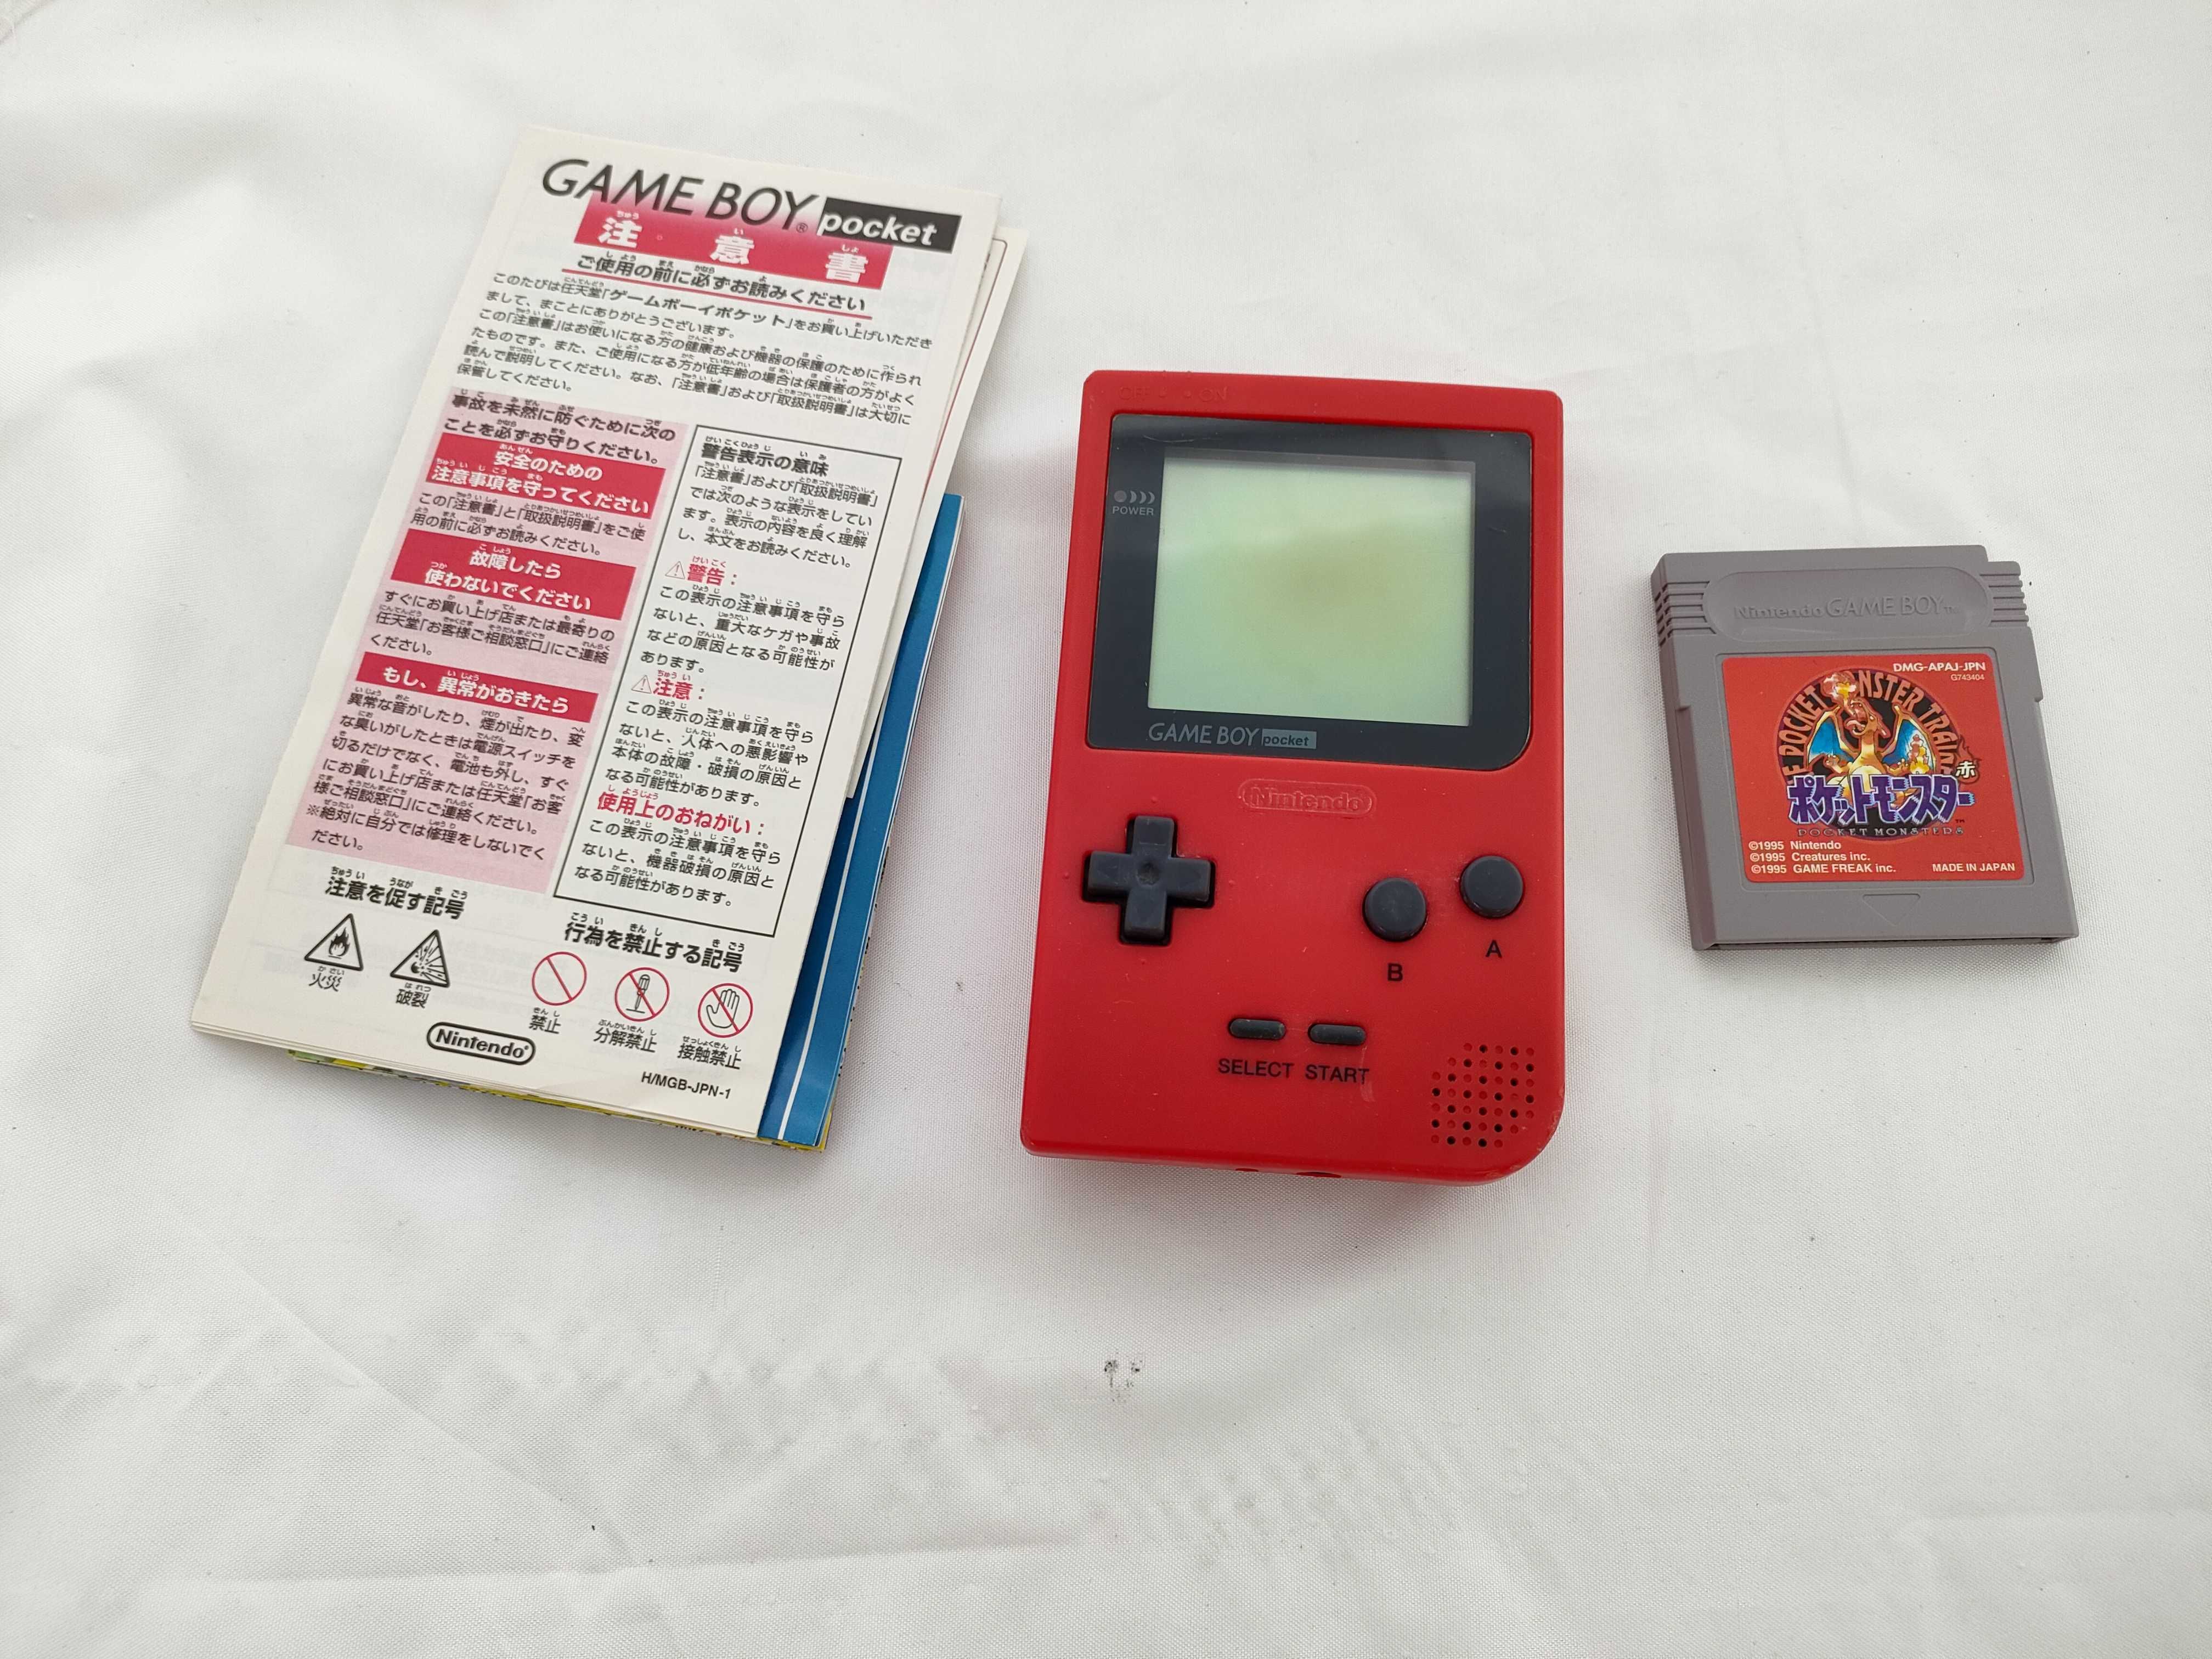 GAME BOY® pocket
注意書
ご使用の前に必ずお読みください
このたびは任天堂「ゲームボーイポケット」をお買い上げいただき
まして、まことにありがとうございます。
この「注意書」はお使いになる方の健康および機器の保護のために作られ
たものです。また、ご使用になる方が低年齢の場合は保護者の方がよく
読んで説明してください。なお、「注意書」および「取扱説明書」は大切に
保管してください。
事故を未然に防ぐために次の
ことを必ずお守りください。
安全のための
注意事項を守ってください
この「注意書」と「取扱説明書」をご使
用の前に必ずお読みください。
故障したら
使わないでください
すぐにお買い上げ店または最寄りの
任天堂「お客様ご相談窓口」にご連絡
ください。
もし、異常がおきたら
異常な音がしたり、煙が出たり、変
な臭いがしたときは電源スイッチを
切るだけでなく、電池も外し、すぐ
にお買い上げ店または任天堂「お客
様ご相談窓口」にご連絡ください。
※絶対に自分では修理をしないでく
ださい。
警告表示の意味
「注意書」および「取扱説明書」
では次のような表示をしてい
ます。表示の内容を良く理解
し、本文をお読みください。
⚠警告：
この表示の注意事項を守ら
ないと、重大なケガや事故
などの原因となる可能性が
あります。
⚠注意：
この表示の注意事項を守ら
ないと、人体への悪影響や
本体の故障・破損の原因と
なる可能性があります。
使用上のおねがい：
この表示の注意事項を守ら
ないと、機器破損の原因と
なる可能性があります。
注意を促す記号
火災
破裂
行為を禁止する記号
禁止
分解禁止
接触禁止
Nintendo®
H/MGB-JPN-1
OFF ON
POWER
GAME BOY pocket
Nintendo
B
A
SELECT START
Nintendo GAME BOY™
DMG-APAJ-JPN
G743404
POCKET MONSTER TRAIN
赤
ポケットモンスター
POCKET MONSTERS
©1995 Nintendo
©1995 Creatures inc.
©1995 GAME FREAK inc.
MADE IN JAPAN